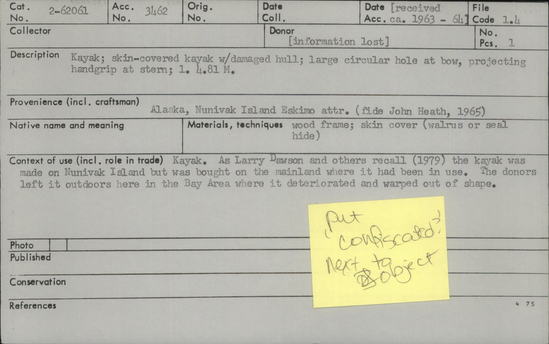 Cat. No. 2-62061 Acc. No. 3462 Orig. No. Date Coll. Date [received Acc. ca. 1963 - 64] File Code 1.4
Collector Donor [information lost] No. Pcs. 1
Description Kayak; skin-covered kayak w/damaged hull; large circular hole at bow, projecting
handgrip at stern; l. 4.81 M.
Provenience (incl. craftsman) Alaska, Nunivak Island Eskimo attr. (fide John Heath, 1965)
Native name and meaning Materials, techniques wood frame; skin cover (walrus or seal
hide)
Context of use (incl. role in trade) Kayak. As Larry Dawson and others recall (1979) the kayak was
made on Nunivak Island but was bought on the mainland where it had been in use. The donors
left it outdoors here in the Bay Area where it deteriorated and warped out of shape.
put
"confiscated?"
next to
object
Photo
Published
Conservation
References 4 75